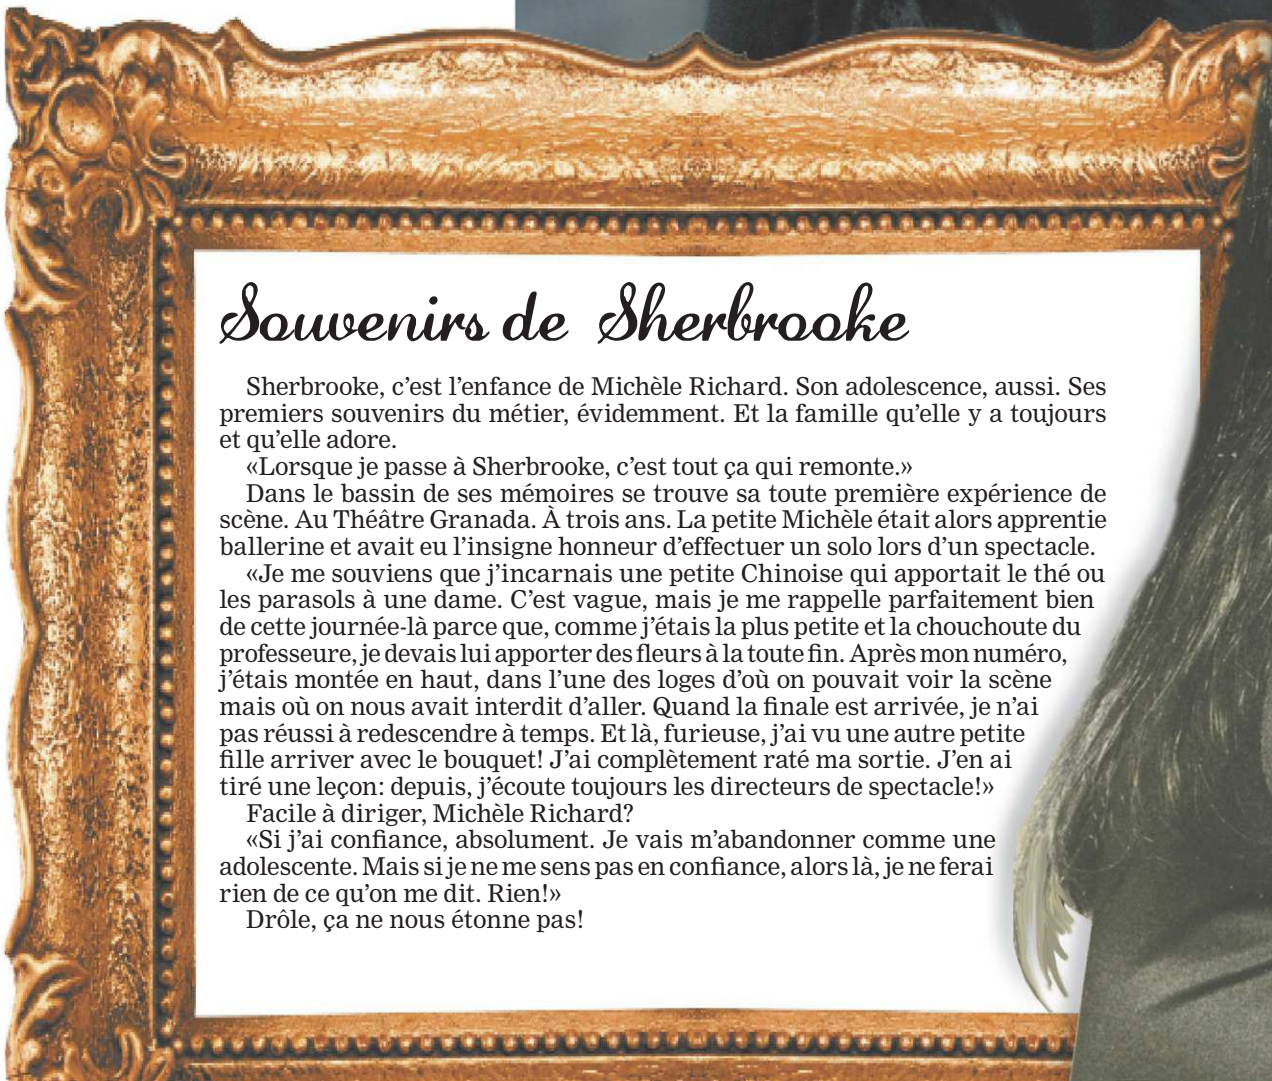 Souvenirs de Sherbrooke
Sherbrooke, c'est l'enfance de Michèle Richard. Son adolescence, aussi. Ses
premiers souvenirs du métier, évidemment. Et la famille qu'elle y a toujours
et qu'elle adore.
«Lorsque je passe à Sherbrooke, c'est tout ça qui remonte.»
Dans le bassin de ses mémoires se trouve sa toute première expérience de
scène. Au Théâtre Granada. À trois ans. La petite Michèle était alors apprentie
ballerine et avait eu l'insigne honneur d'effectuer un solo lors d'un spectacle.
«Je me souviens que j'incarnais une petite Chinoise qui apportait le thé ou
les parasols à une dame. C'est vague, mais je me rappelle parfaitement bien
de cette journée-là parce que, comme j'étais la plus petite et la chouchoute du
professeure, je devais lui apporter des fleurs à la toute fin. Après mon numéro,
j'étais montée en haut, dans l'une des loges d'où on pouvait voir la scène
mais où on nous avait interdit d'aller. Quand la finale est arrivée, je n'ai
pas réussi à redescendre à temps. Et là, furieuse, j'ai vu une autre petite
fille arriver avec le bouquet! J'ai complètement raté ma sortie. J'en ai
tiré une leçon: depuis, j'écoute toujours les directeurs de spectacle!»
Facile à diriger, Michèle Richard?
«Si j'ai confiance, absolument. Je vais m'abandonner comme une
adolescente. Mais si je ne me sens pas en confiance, alors là, je ne ferai
rien de ce qu'on me dit. Rien!»
Drôle, ça ne nous étonne pas!